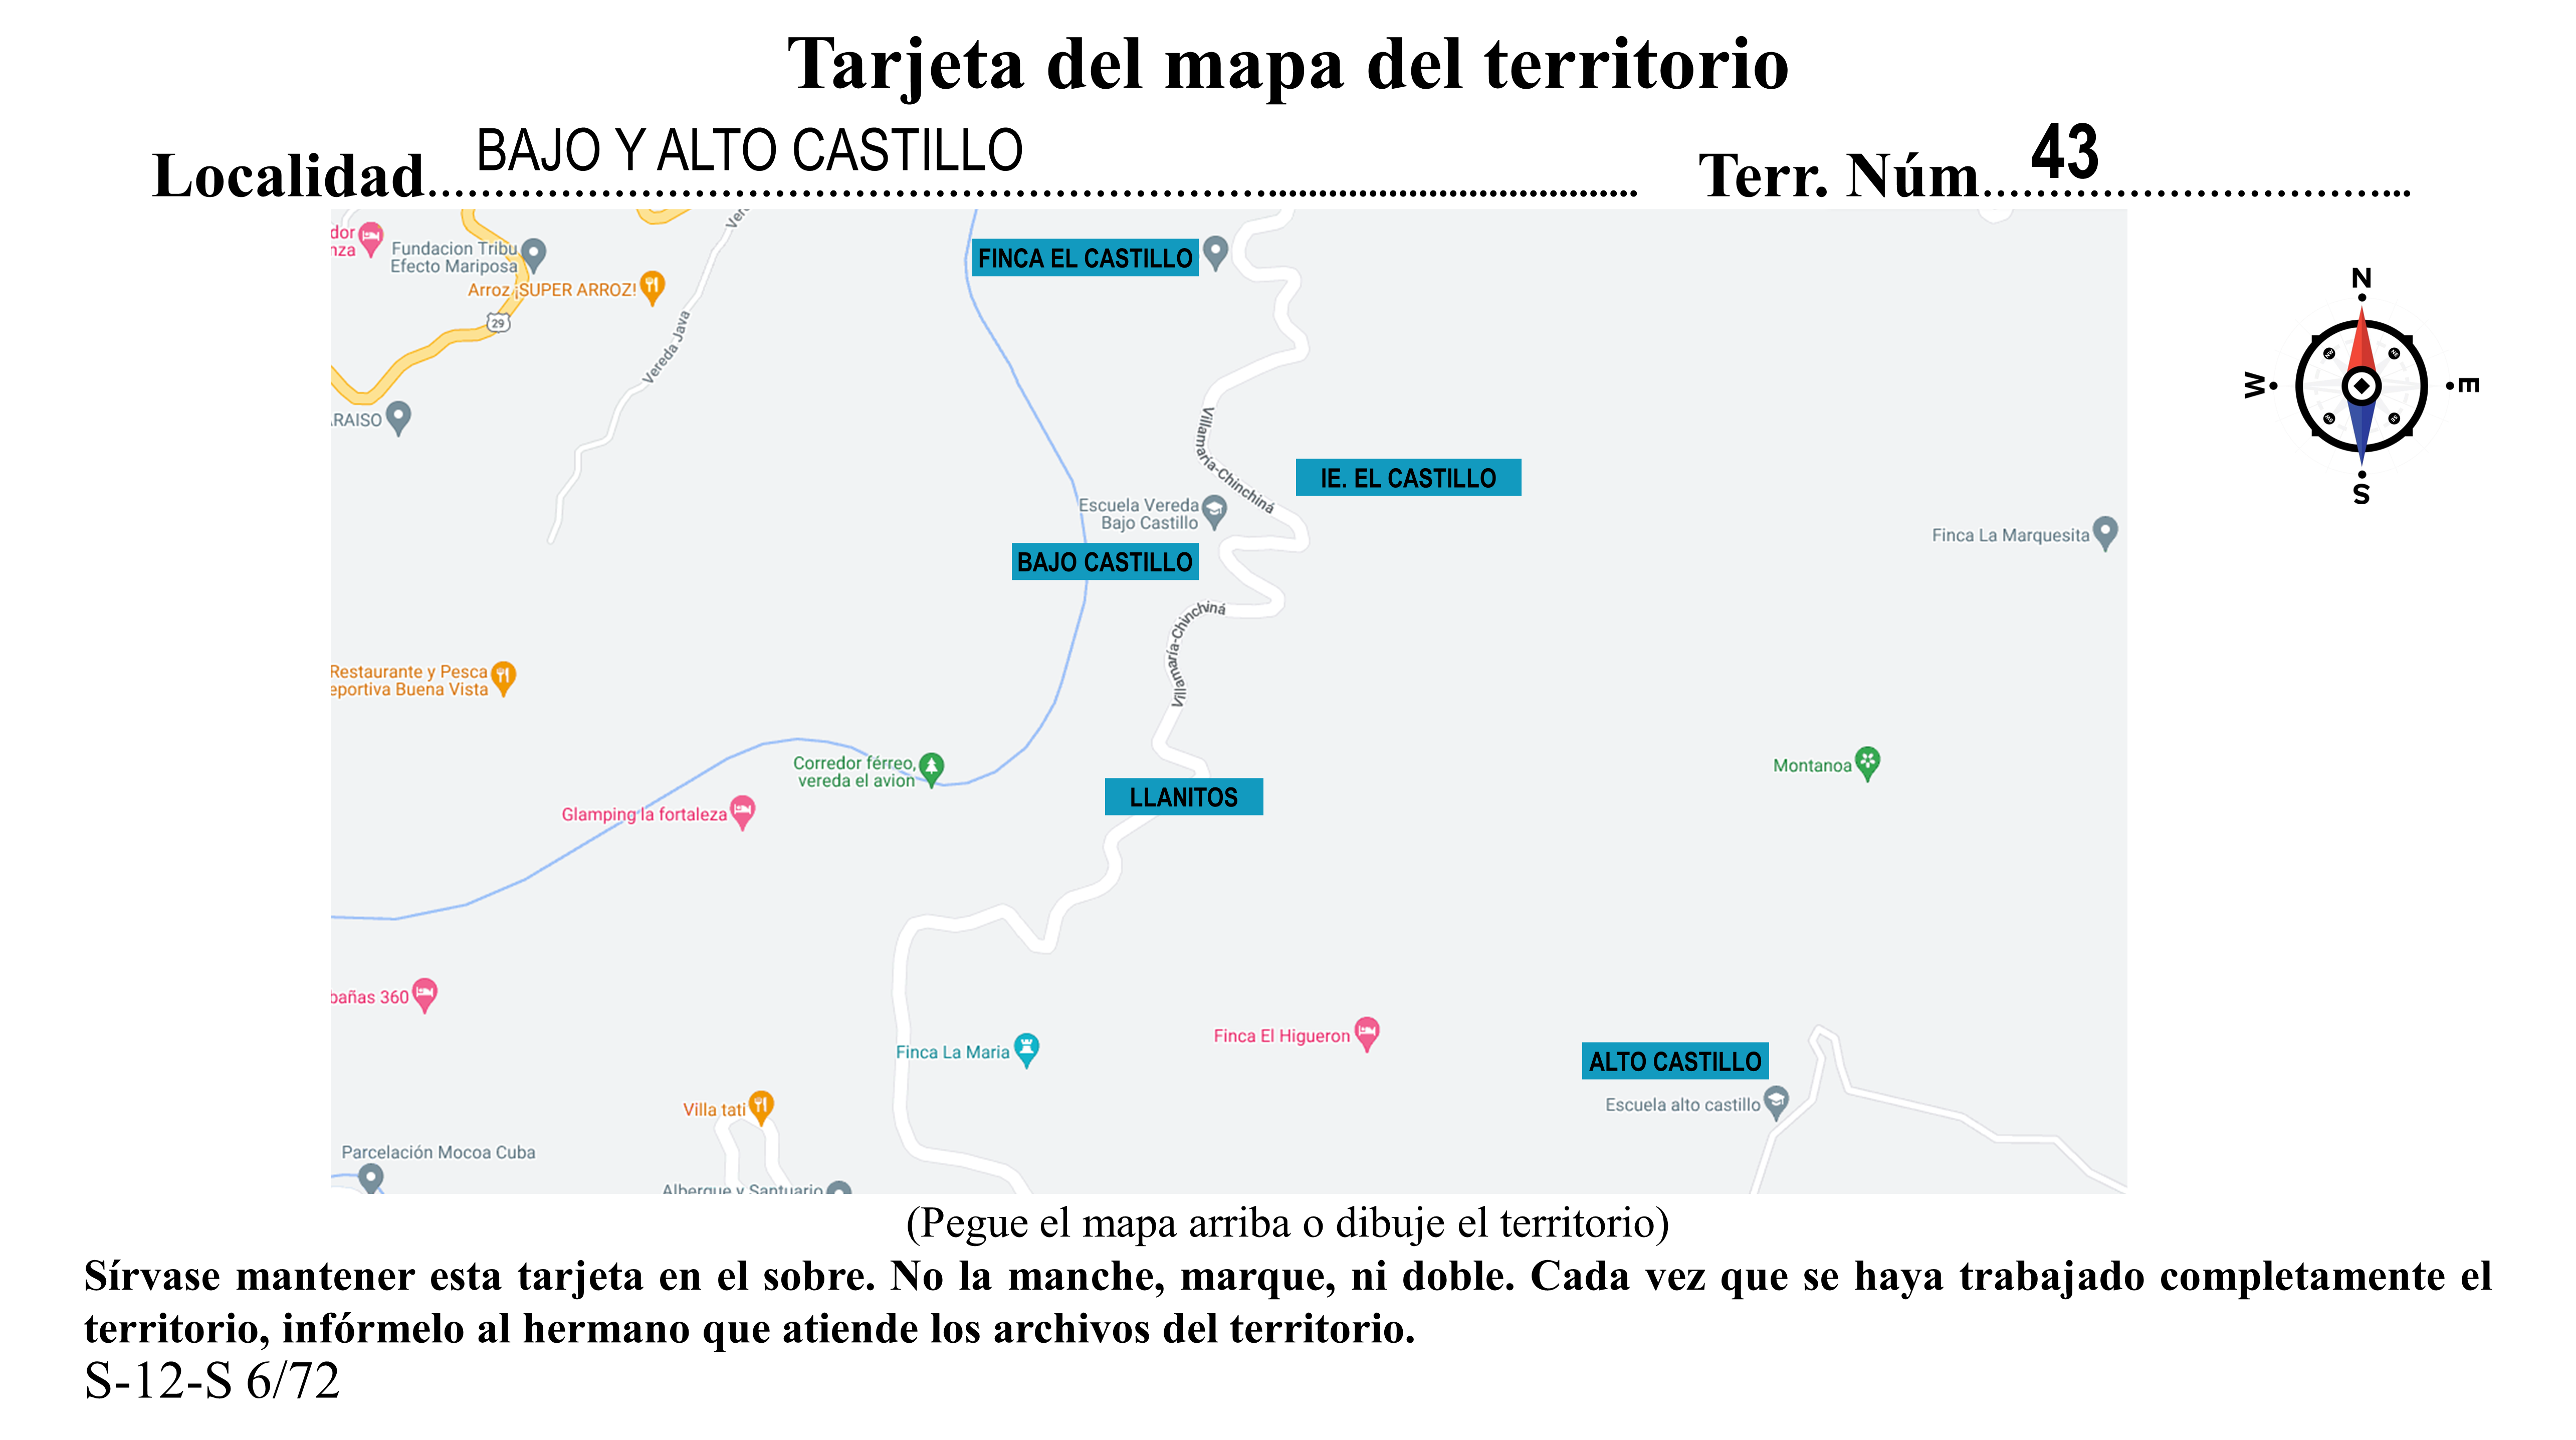 Tarjeta del mapa del territorio
Localidad BAJO Y ALTO CASTILLO Terr. Núm 43
dor
nza
Fundacion Tribu
Efecto Mariposa
Arroz ¡SUPER ARROZ!
29
Vereda Java
FINCA EL CASTILLO
RAISO
Villamaría-Chinchiná
IE. EL CASTILLO
Escuela Vereda
Bajo Castillo
BAJO CASTILLO
Finca La Marquesita
Villamaría-Chinchiná
Restaurante y Pesca
eportiva Buena Vista
Corredor férreo,
vereda el avion
Glamping la fortaleza
LLANITOS
Montanoa
bañas 360
Finca La Maria
Finca El Higueron
ALTO CASTILLO
Escuela alto castillo
Villa tati
Parcelación Mocoa Cuba
Albergue y Santuario
N
W
E
S
(Pegue el mapa arriba o dibuje el territorio)
Sírvase mantener esta tarjeta en el sobre. No la manche, marque, ni doble. Cada vez que se haya trabajado completamente el
territorio, infórmelo al hermano que atiende los archivos del territorio.
S-12-S 6/72